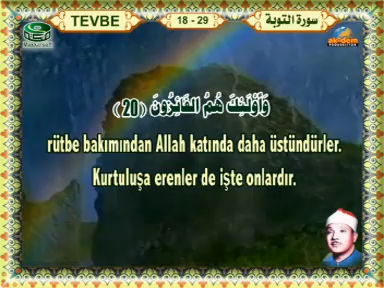 TEVBE
18 - 29
سورة التوبة
akadem
وَأُوْلَئِكَ هُمُ الْفَائِزُونَ (20)
rütbe bakımından Allah katında daha üstündürler.
Kurtuluşa erenler de işte onlardır.